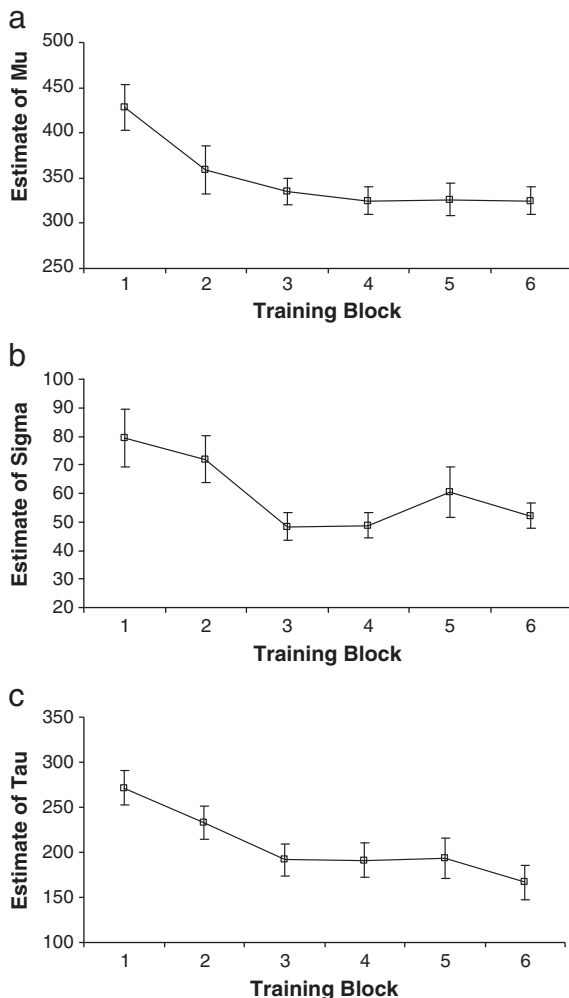 a
Estimate of Mu
500
450
400
350
300
250
1 2 3 4 5 6
Training Block
b
Estimate of Sigma
100
90
80
70
60
50
40
30
20
1 2 3 4 5 6
Training Block
c
Estimate of Tau
350
300
250
200
150
100
1 2 3 4 5 6
Training Block